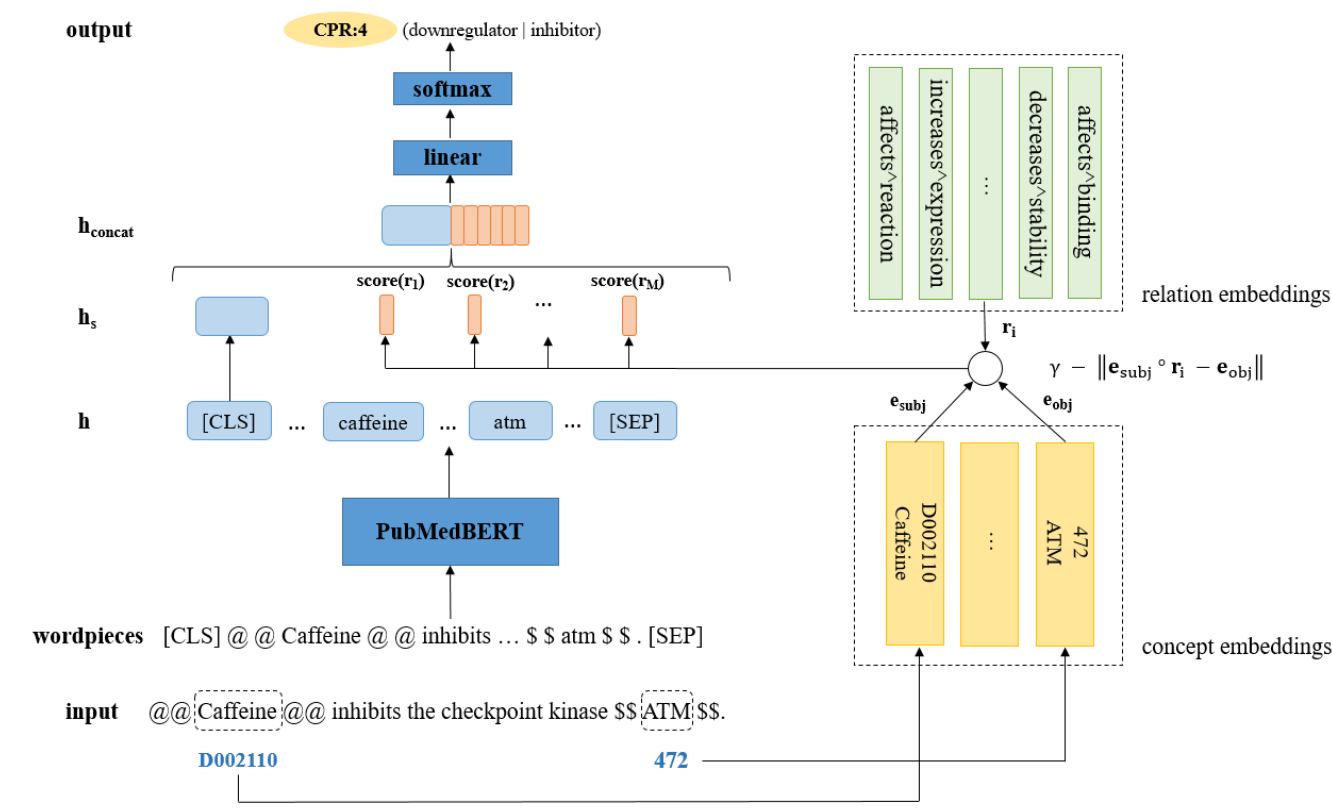 output
CPR:4
(downregulator | inhibitor)
softmax
linear
h_concat
score(r_1)
score(r_2)
...
score(r_M)
h_s
h
[CLS]
...
caffeine
...
atm
...
[SEP]
PubMedBERT
wordpieces
[CLS] @ @ Caffeine @ @ inhibits … $ $ atm $ $ . [SEP]
input
@@ Caffeine @@ inhibits the checkpoint kinase $$ ATM $$.
D002110
472
affects^reaction
increases^expression
...
decreases^stability
affects^binding
relation embeddings
r_i
γ − ‖e_subj ° r_i − e_obj‖
e_subj
e_obj
D002110
Caffeine
...
472
ATM
concept embeddings